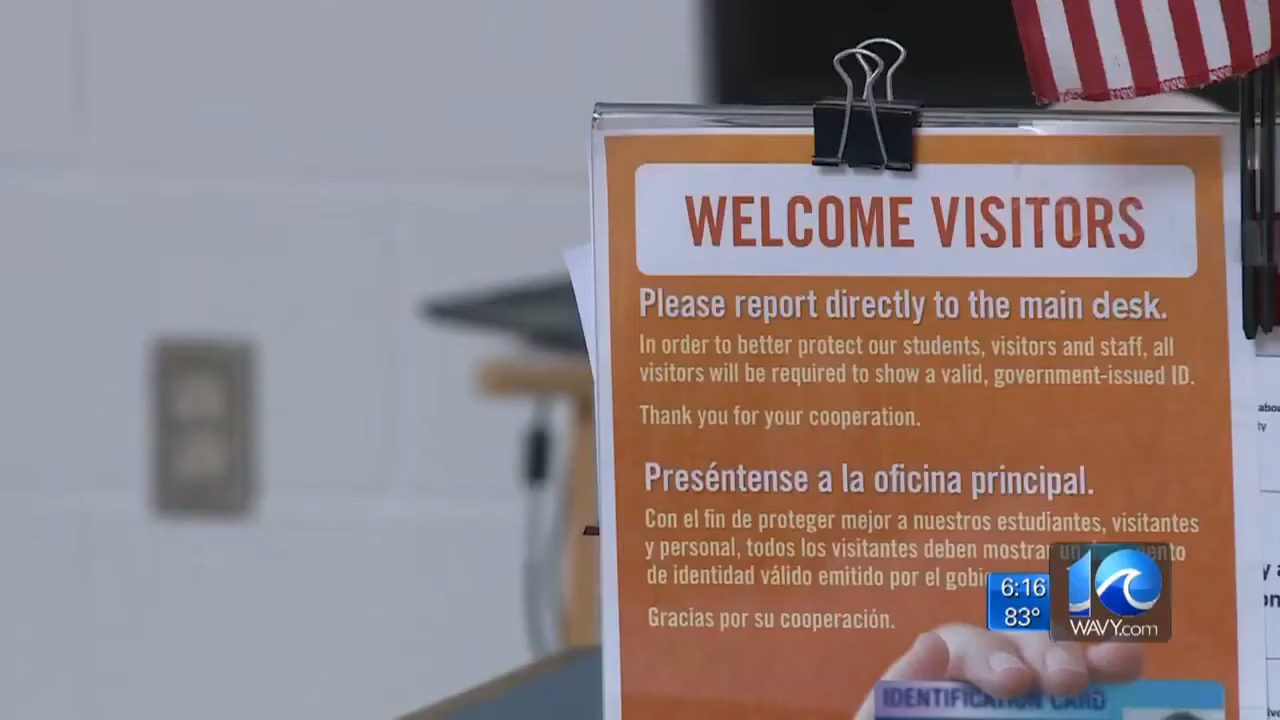 WELCOME VISITORS
Please report directly to the main desk.
In order to better protect our students, visitors and staff, all
visitors will be required to show a valid, government-issued ID.
Thank you for your cooperation.
Preséntense a la oficina principal.
Con el fin de proteger mejor a nuestros estudiantes, visitantes
y personal, todos los visitantes deben mostrar un
de identidad válido emitido por el
Gracias por su cooperación.
IDENTIFICATION CARD
6:16
83°
10
WAVY.com